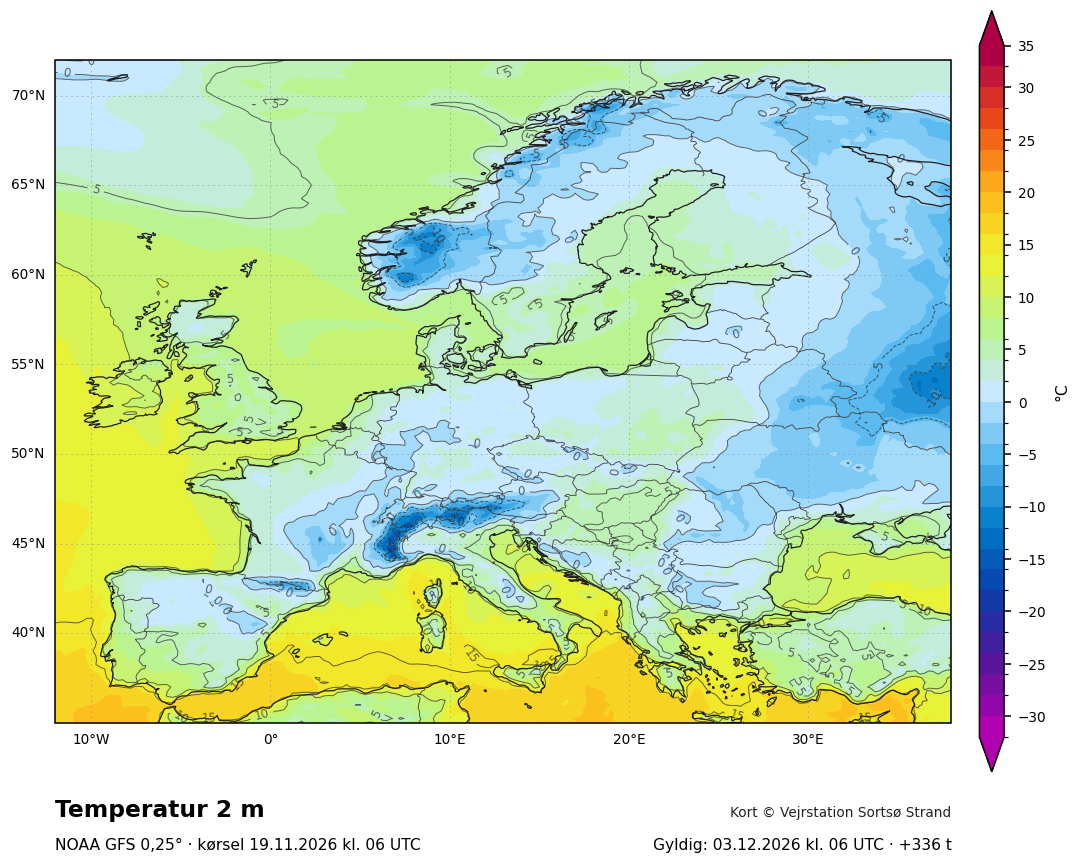 70°N
65°N
60°N
55°N
50°N
45°N
40°N
10°W 0° 10°E 20°E 30°E
35
30
25
20
15
10
5
0
−5
−10
−15
−20
−25
−30
°C
Temperatur 2 m
Kort © Vejrstation Sortsø Strand
NOAA GFS 0,25° · kørsel 19.11.2026 kl. 06 UTC
Gyldig: 03.12.2026 kl. 06 UTC · +336 t